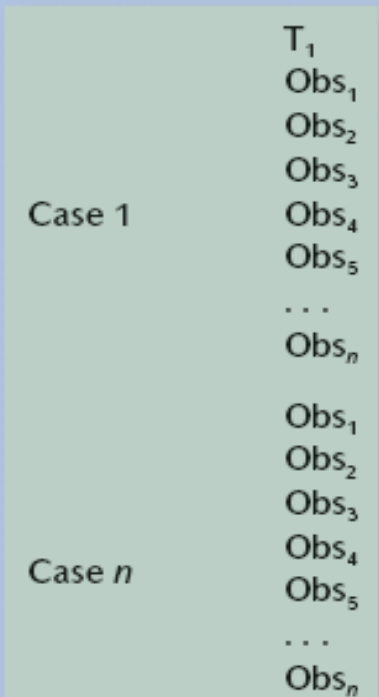 T₁
Obs₁
Obs₂
Obs₃
Case 1 Obs₄
Obs₅
. . .
Obsₙ
Obs₁
Obs₂
Obs₃
Obs₄
Case n
Obs₅
. . .
Obsₙ